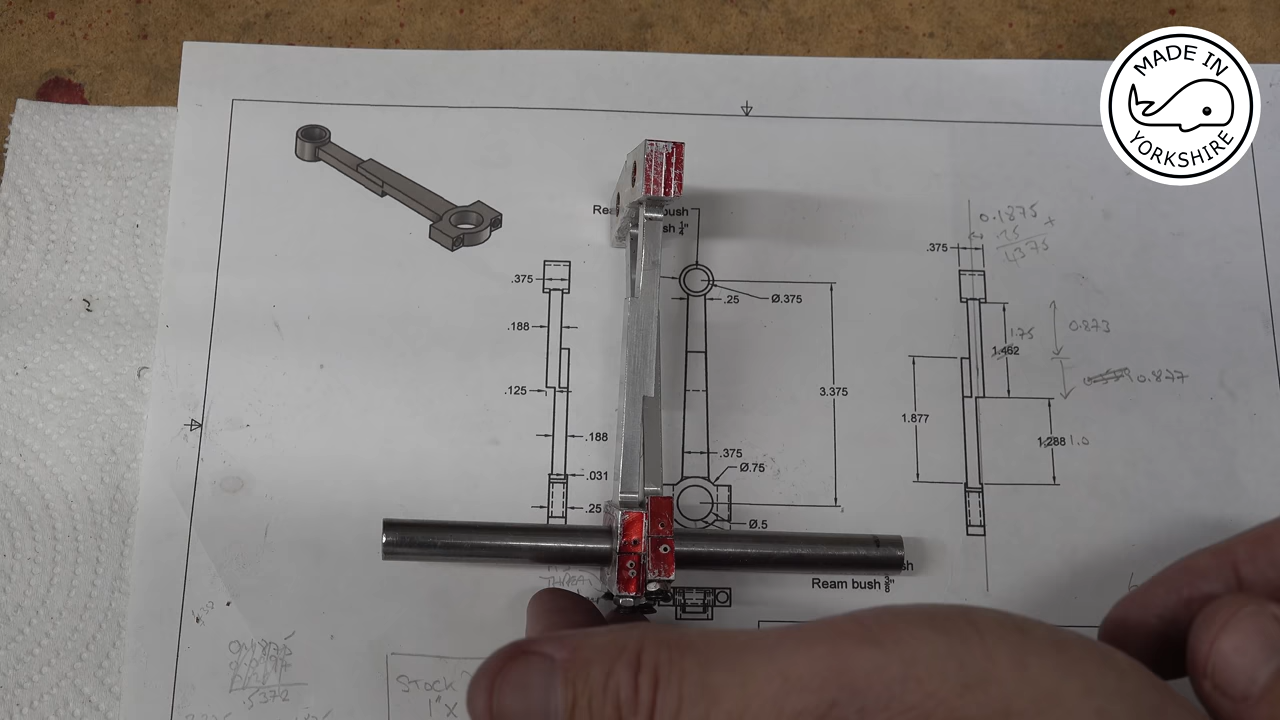 MADE IN
YORKSHIRE
bush
1/4"
.375
.188
.125
.188
.031
.25
.25
Ø.375
3.375
.375
Ø.75
Ø.5
Ream bush 3/8"
.375
0.1875
.25 +
.4375
1.75
1.462
0.873
0.877
1.877
1.288 1.0
STOCK
1" X